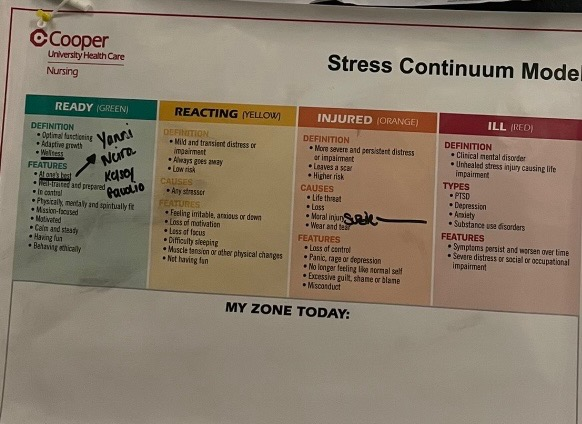 Cooper
University Health Care
Nursing
Stress Continuum Model
READY (GREEN)
DEFINITION
• Optimal functioning
• Adaptive growth
• Wellness
FEATURES
• At one's best
• Well-trained and prepared
• In control
• Physically, mentally and spiritually fit
• Mission-focused
• Motivated
• Calm and steady
• Having fun
• Behaving ethically
Yanni
Claudio
REACTING (YELLOW)
DEFINITION
• Mild and transient distress or
impairment
• Always goes away
• Low risk
CAUSES
• Any stressor
FEATURES
• Feeling irritable, anxious or down
• Loss of motivation
• Loss of focus
• Difficulty sleeping
• Muscle tension or other physical changes
• Not having fun
INJURED (ORANGE)
DEFINITION
• More severe and persistent distress
or impairment
• Leaves a scar
• Higher risk
CAUSES
• Life threat
• Loss
• Moral injury
• Wear and tear
FEATURES
• Loss of control
• Panic, rage or depression
• No longer feeling like normal self
• Excessive guilt, shame or blame
• Misconduct
ILL (RED)
DEFINITION
• Clinical mental disorder
• Unhealed stress injury causing life
impairment
TYPES
• PTSD
• Depression
• Anxiety
• Substance use disorders
FEATURES
• Symptoms persist and worsen over time
• Severe distress or social or occupational
impairment
MY ZONE TODAY: